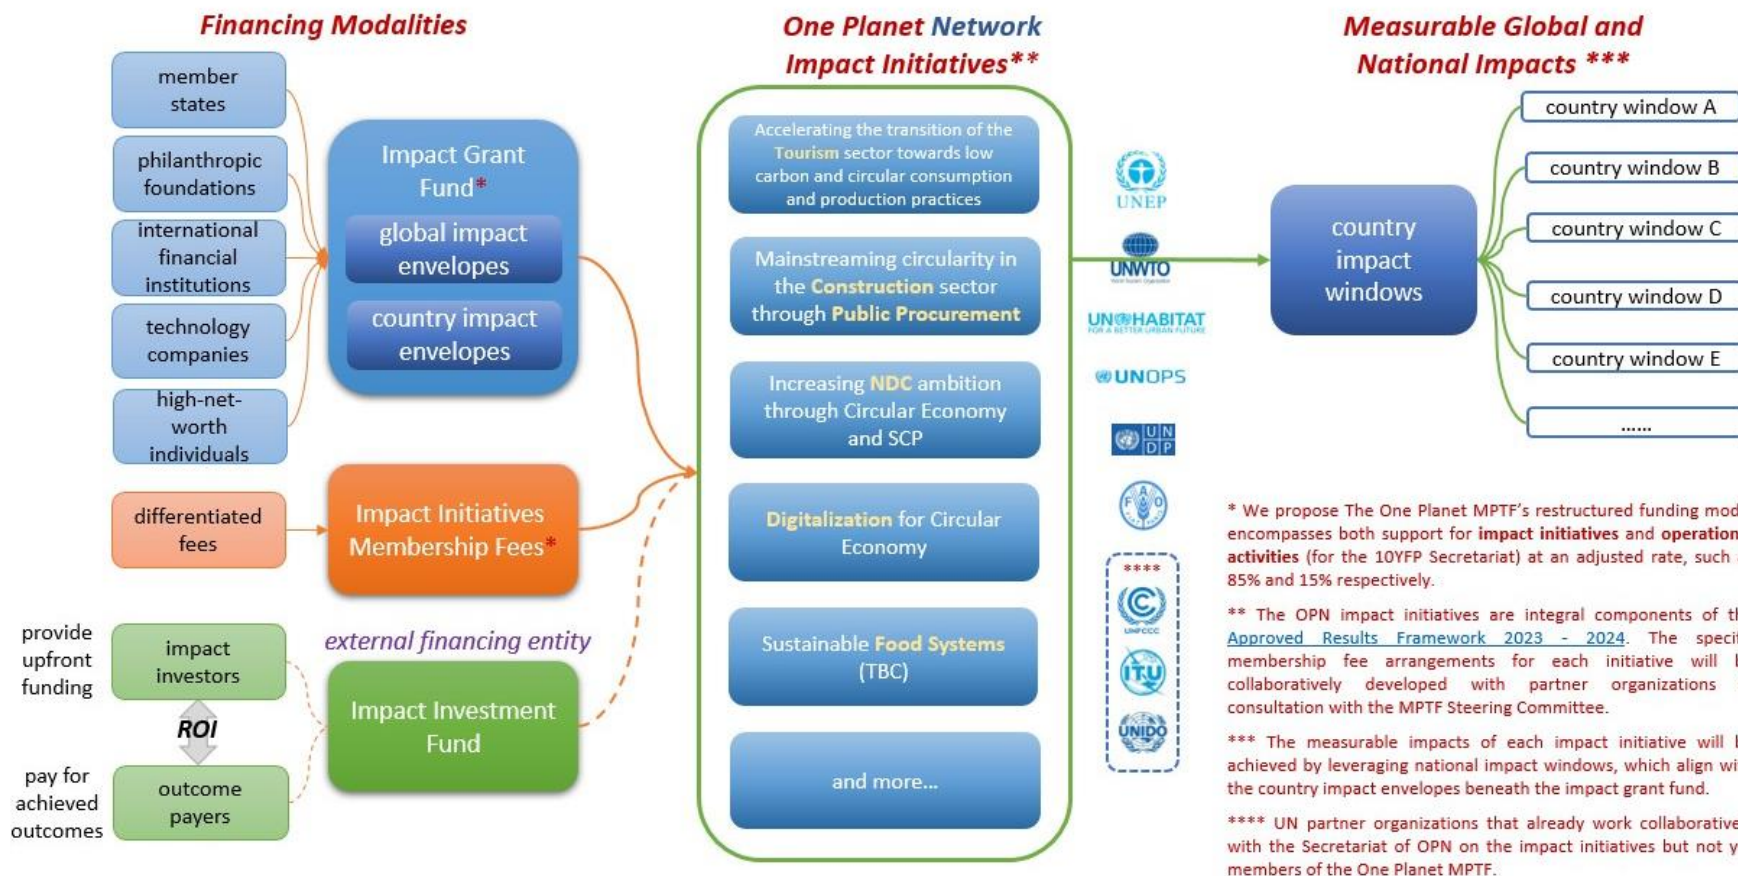 Financing Modalities
member
states
philanthropic
foundations
international
financial
institutions
technology
companies
high-net-
worth
individuals
Impact Grant
Fund*
global impact
envelopes
country impact
envelopes
differentiated
fees
Impact Initiatives
Membership Fees*
provide
upfront
funding
impact
investors
ROI
pay for
achieved
outcomes
outcome
payers
external financing entity
Impact Investment
Fund
One Planet Network
Impact Initiatives**
Accelerating the transition of the
Tourism sector towards low
carbon and circular consumption
and production practices
Mainstreaming circularity in
the Construction sector
through Public Procurement
Increasing NDC ambition
through Circular Economy
and SCP
Digitalization for Circular
Economy
Sustainable Food Systems
(TBC)
and more...
UNEP
UNWTO
UN HABITAT
FOR A BETTER URBAN FUTURE
UNOPS
UN
DP
FAO
****
UNFCCC
ITU
UNIDO
Measurable Global and
National Impacts ***
country
impact
windows
country window A
country window B
country window C
country window D
country window E
......
* We propose The One Planet MPTF's restructured funding
encompasses both support for impact initiatives and
activities (for the 10YFP Secretariat) at an adjusted rate, such
85% and 15% respectively.
** The OPN impact initiatives are integral components of
Approved Results Framework 2023 - 2024. The
membership fee arrangements for each initiative will
collaboratively developed with partner organizations
consultation with the MPTF Steering Committee.
*** The measurable impacts of each impact initiative will
achieved by leveraging national impact windows, which align
the country impact envelopes beneath the impact grant fund.
**** UN partner organizations that already work
with the Secretariat of OPN on the impact initiatives but not
members of the One Planet MPTF.